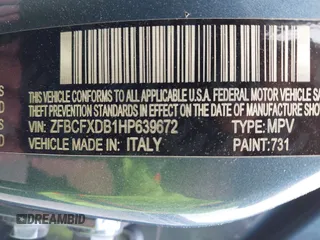 THIS VEHICLE CONFORMS TO ALL APPLICABLE U.S.A. FEDERAL MOTOR VEHICLE SA
THEFT PREVENTION STANDARDS IN EFFECT ON THE DATE OF MANUFACTURE SHO
VIN: ZFBCFXDB1HP639672 TYPE: MPV
VEHICLE MADE IN: ITALY PAINT: 731
DREAMBID